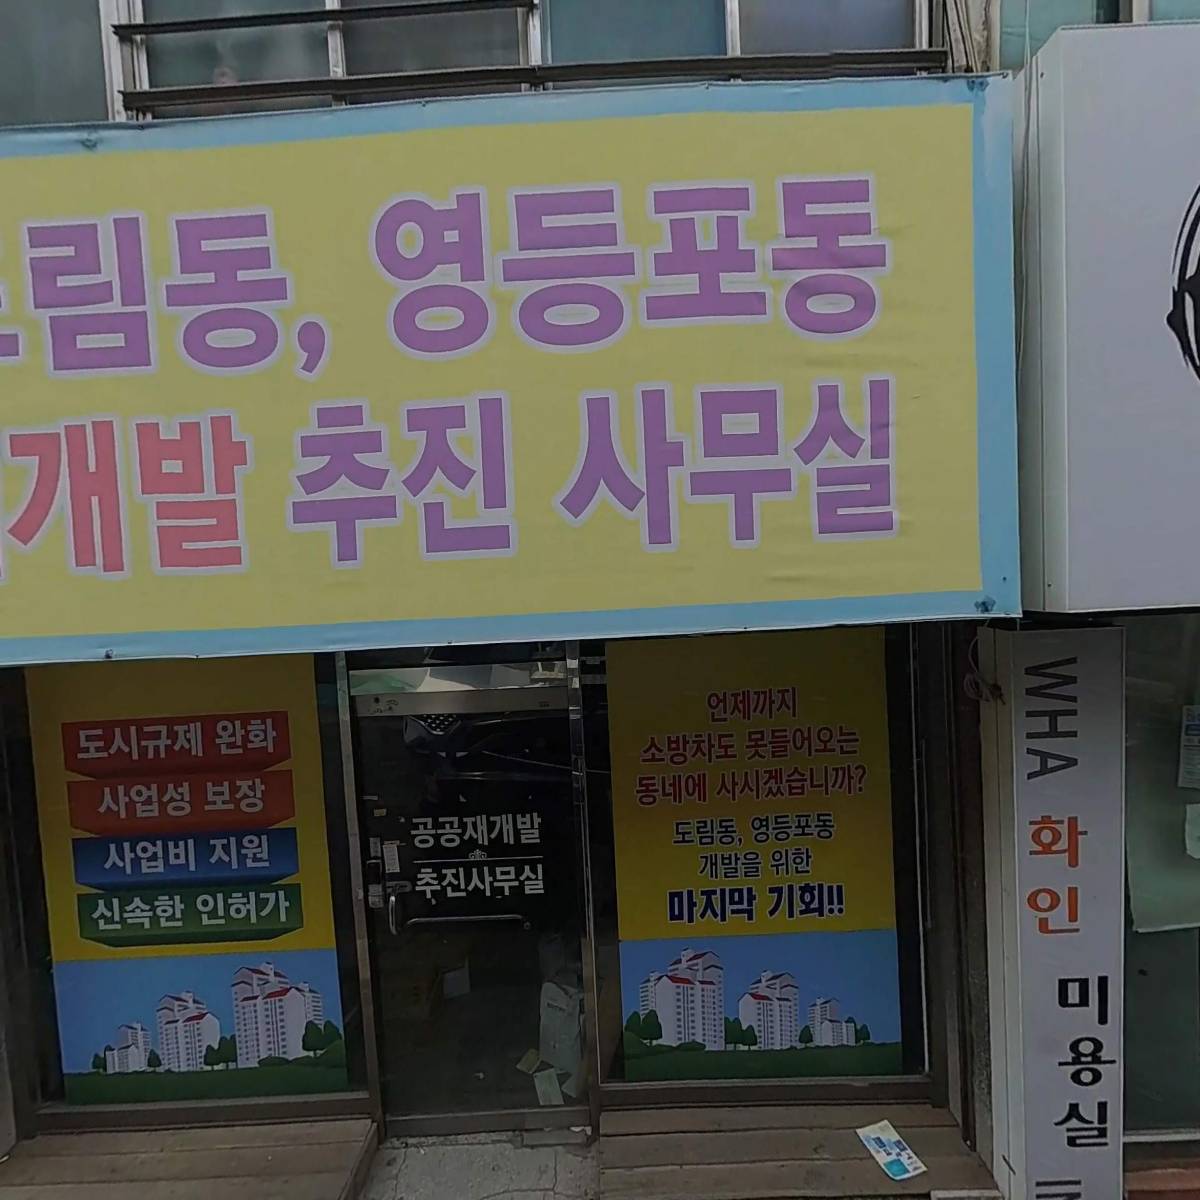 도림동, 영등포동
개발 추진 사무실
도시규제 완화
사업성 보장
사업비 지원
신속한 인허가
공공재개발
추진사무실
언제까지
소방차도 못들어오는
동네에 사시겠습니까?
도림동, 영등포동
개발을 위한
마지막 기회!!
WHA 화인 미용실